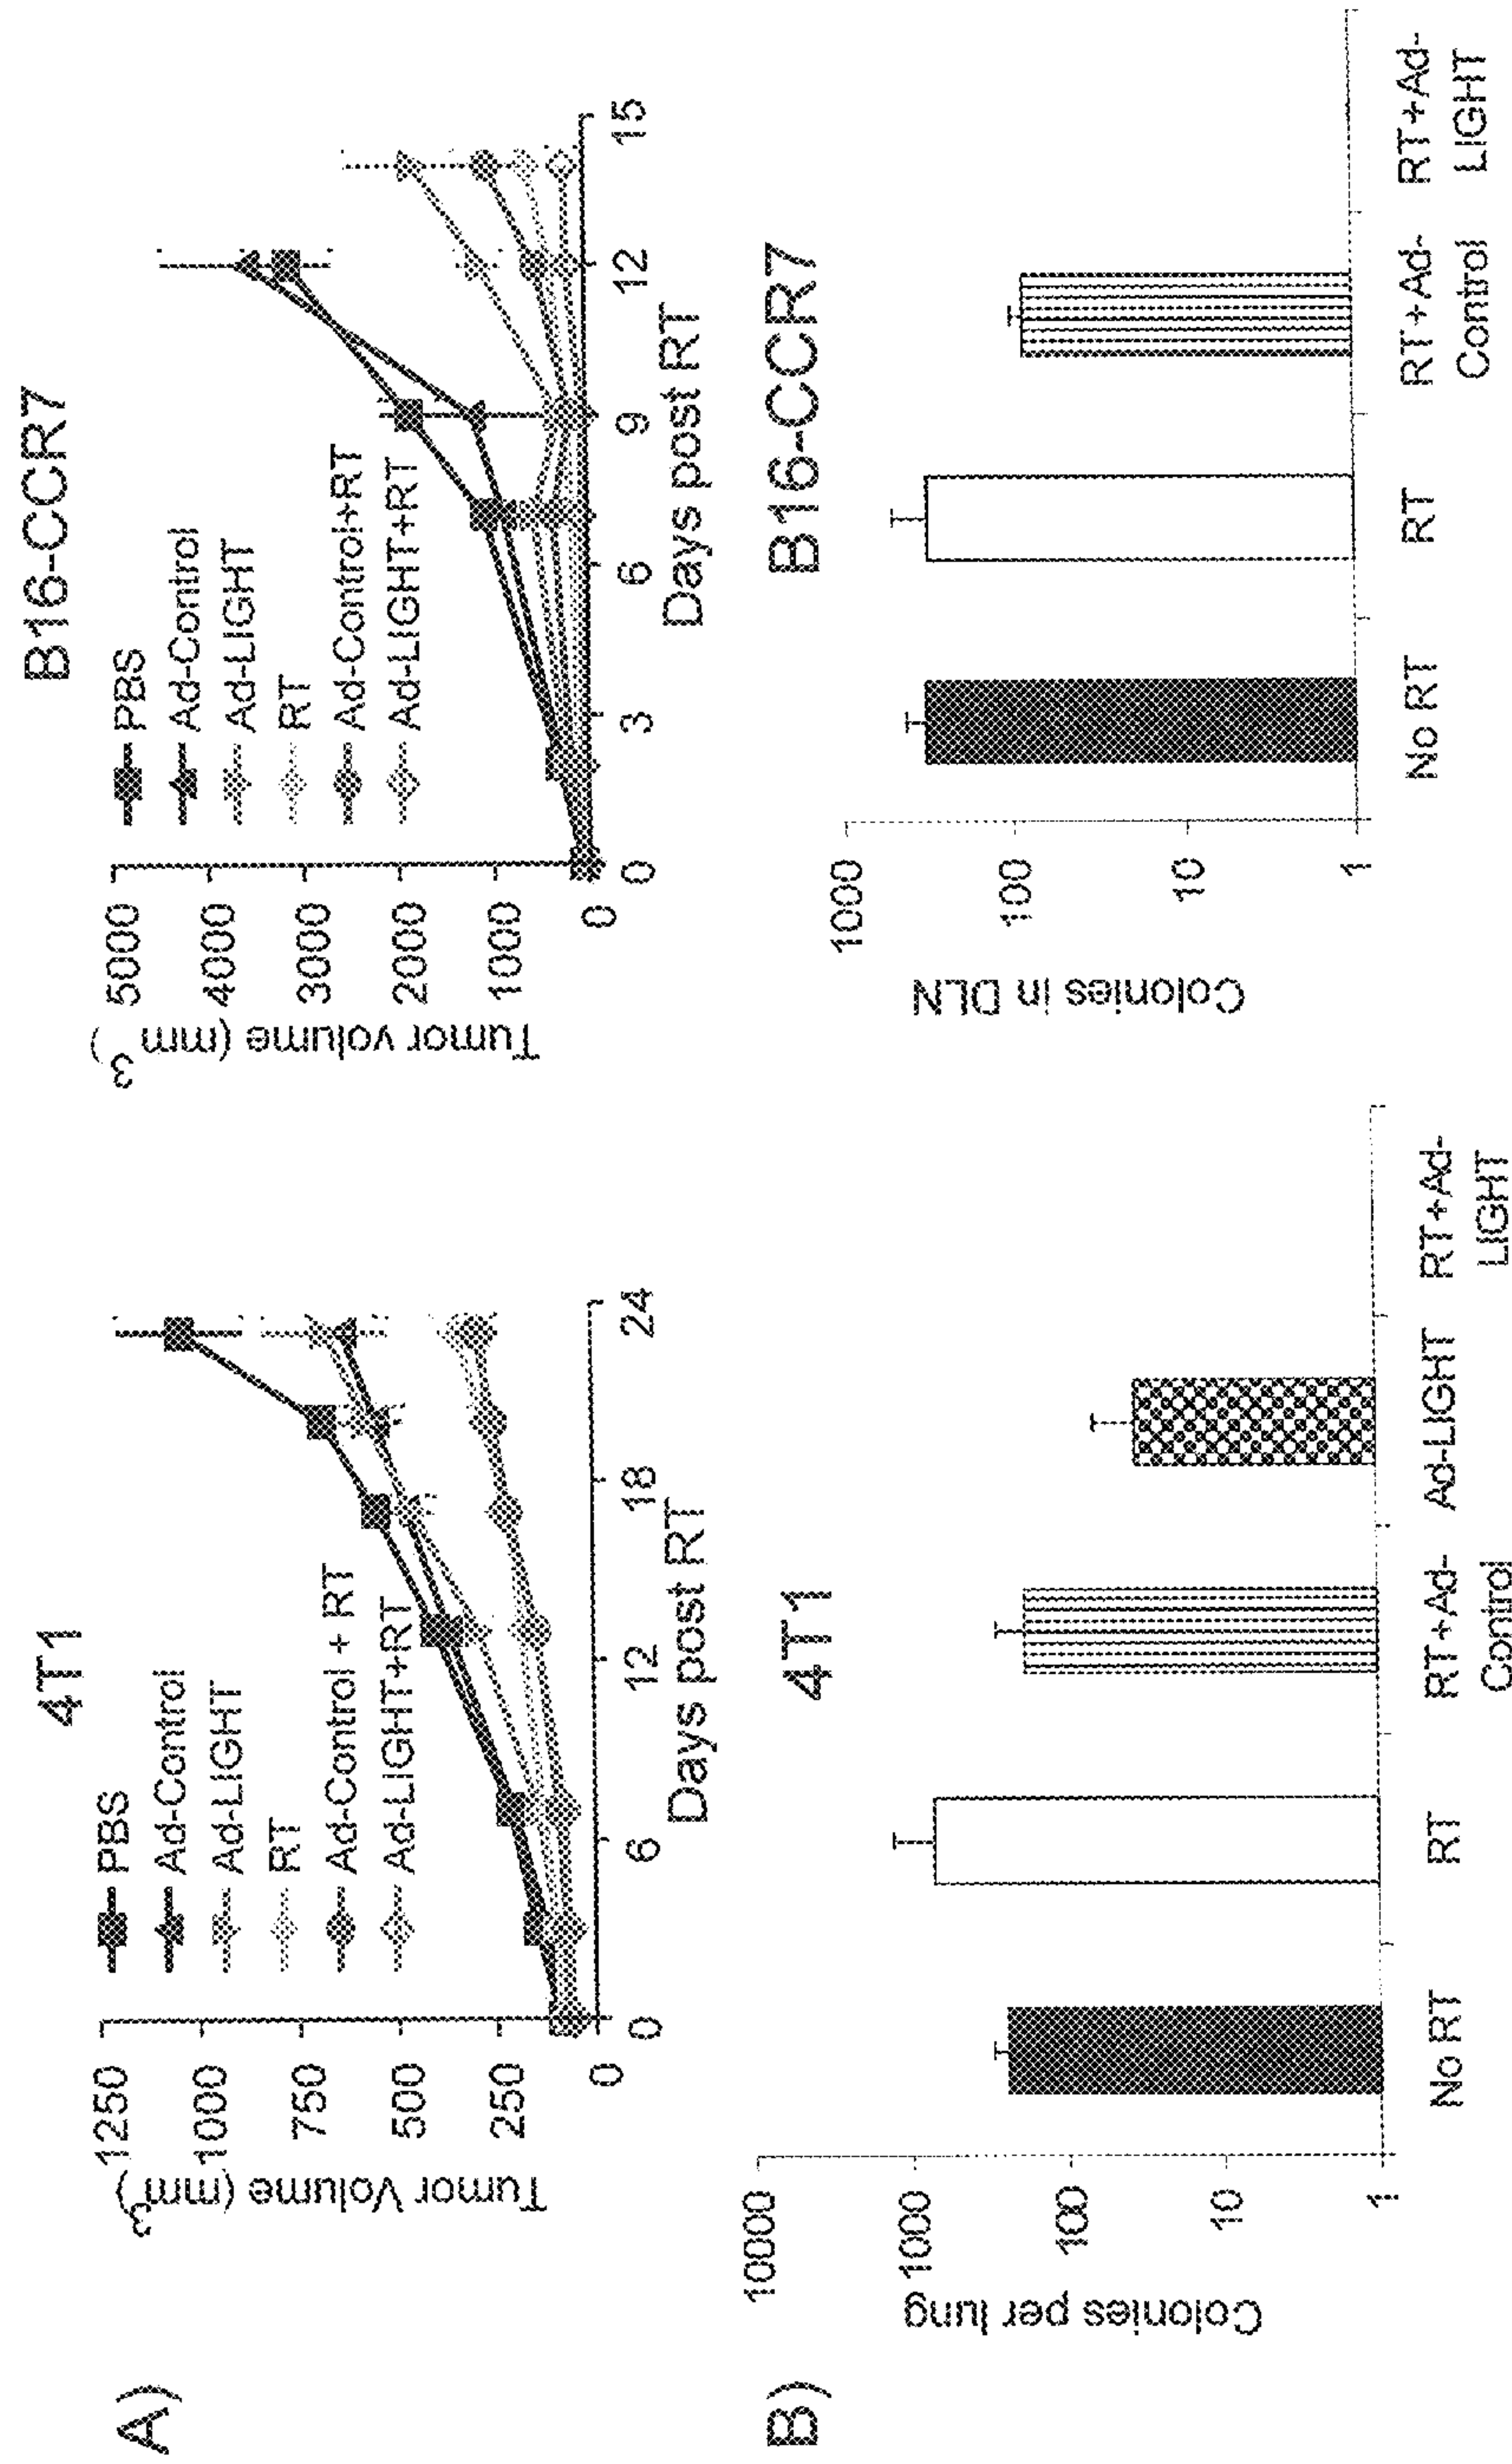 A)
4T1
Tumor Volume (mm3)
1250
1000
750
500
250
0
PBS
Ad-Control
Ad-LIGHT
RT
Ad-Control + RT
Ad-LIGHT+RT
0 6 12 18 24
Days post RT
B16-CCR7
Tumor volume (mm3)
5000
4000
3000
2000
1000
0
PBS
Ad-Control
Ad-LIGHT
RT
Ad-Control+RT
Ad-LIGHT+RT
0 3 6 9 12 15
Days post RT
B)
4T1
Colonies per lung
10000
1000
100
10
1
No RT
RT
RT+Ad-
Control
Ad-LIGHT
RT+Ad-
LIGHT
B16-CCR7
Colonies in DLN
1000
100
10
1
No RT
RT
RT+Ad-
Control
RT+Ad-
LIGHT